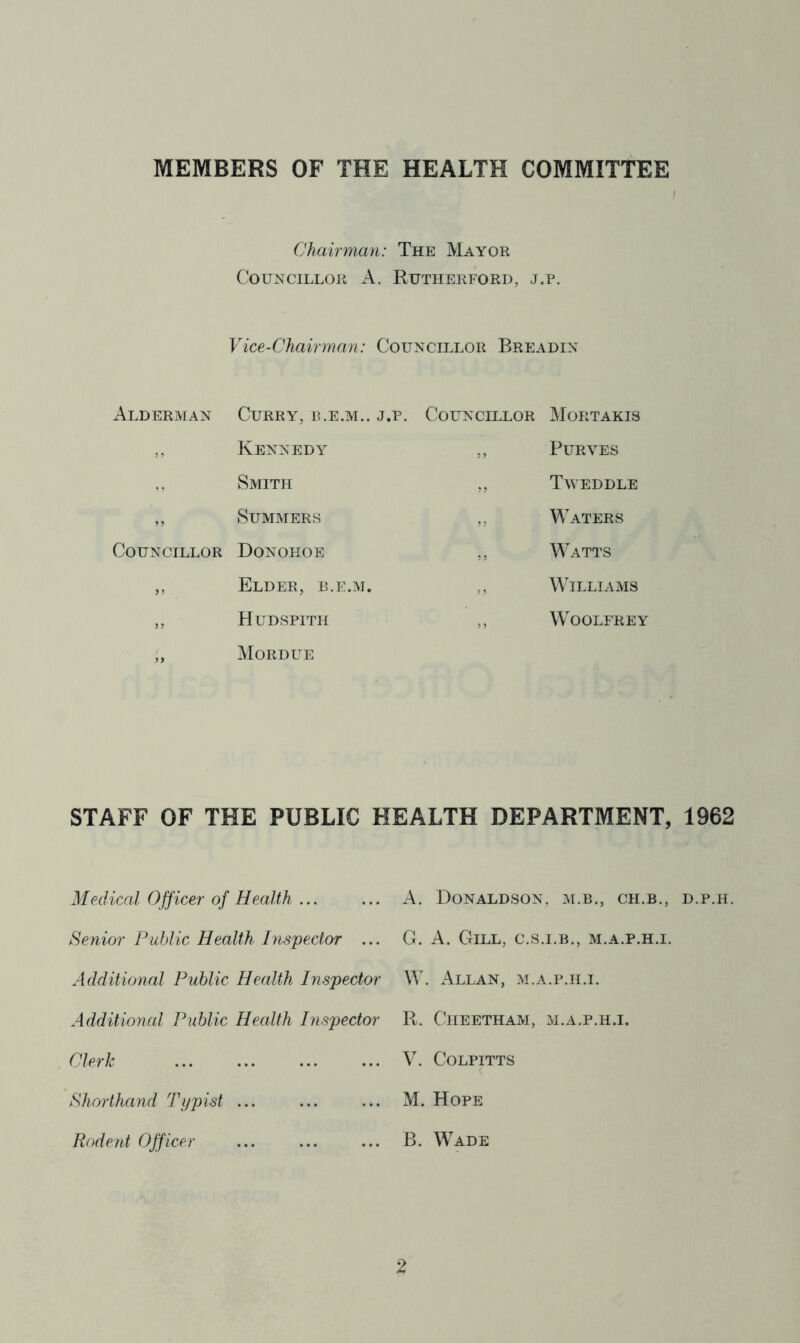 MEMBERS OF THE HEALTH COMMITTEE
Chairman: The Mayor
Councillor A. Rutherford, J.P.
Vice-Chairman: Councillor Breadin
Alderman Curry, B.E.M.. J.P. Councillor Mortakis
,, Kennedy ,, Purves
,, Smith ,, Tweddle
,, Summers ,, Waters
Councillor Donohoe ,, Watts
,, Elder, B.E.M. ,, Williams
,, Hudspith ,, Woolfrey
,, Mordue
STAFF OF THE PUBLIC HEALTH DEPARTMENT, 1962
Medical Officer of Health ... ... A. Donaldson, M.B., CH.B., D.P.H.
Senior Public Health Inspector ... G. A. Gill, C.S.I.B., M.A.P.H.I.
Additional Public Health Inspector W. Allan, M.A.P.H.I.
Additional Public Health Inspector R. Cheetham, M.A.P.H.I.
Clerk ... ... ... ... V. Colpitts
Shorthand Typist ... ... ... M. Hope
Rodent Officer ... ... ... B. Wade
2